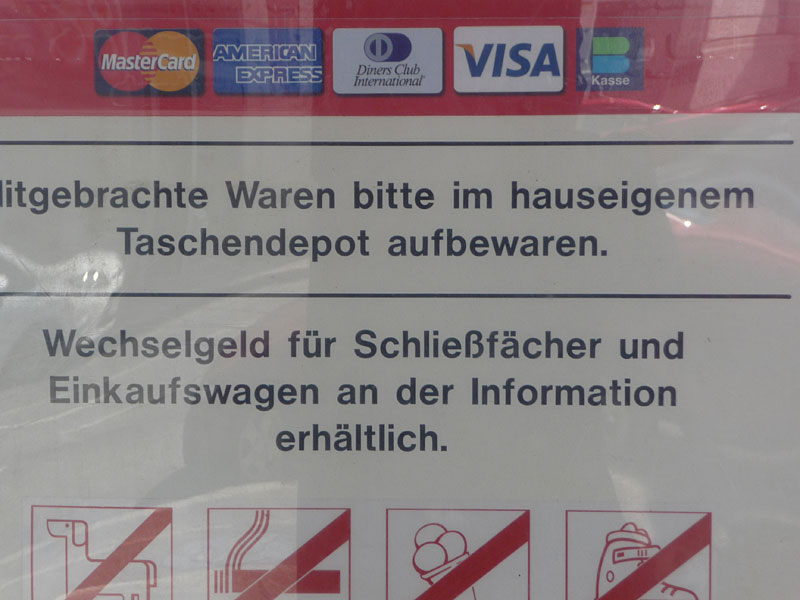 MasterCard
AMERICAN EXPRESS
Diners Club International®
VISA
Kasse
litgebrachte Waren bitte im hauseigenem
Taschendepot aufbewaren.
Wechselgeld für Schließfächer und
Einkaufswagen an der Information
erhältlich.